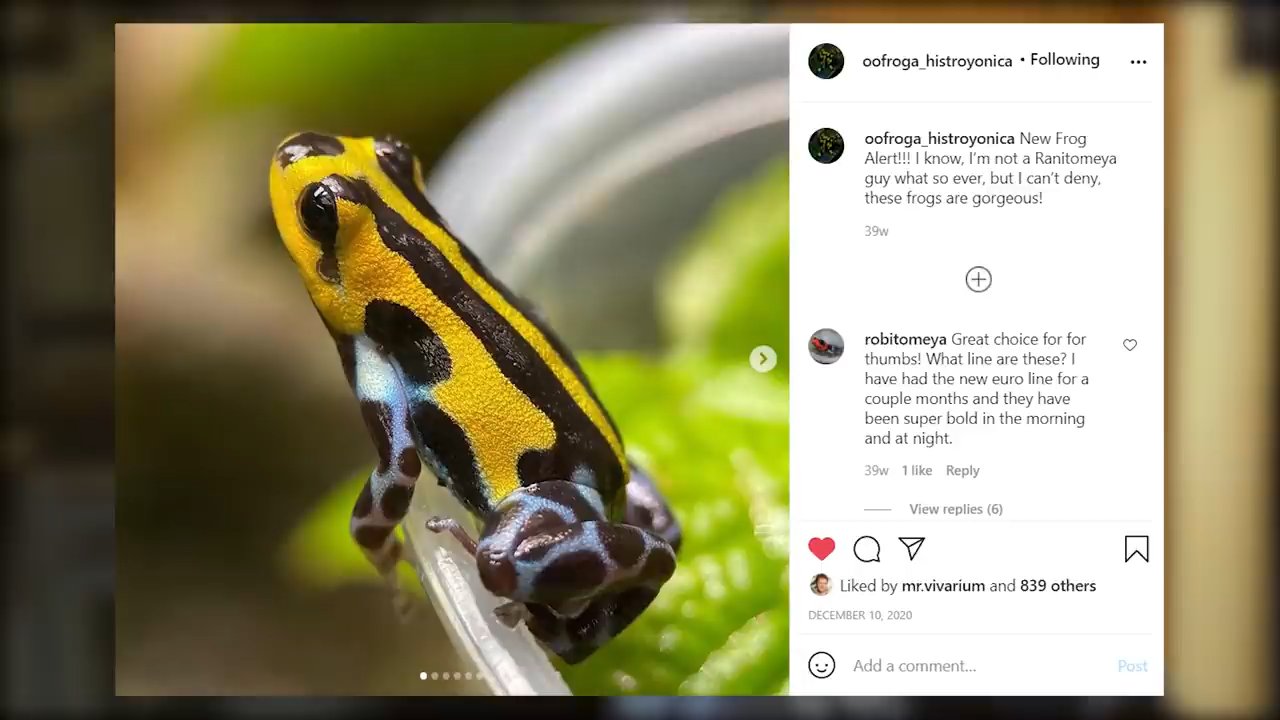 oofroga_histroyonica • Following
oofroga_histroyonica New Frog
Alert!!! I know, I'm not a Ranitomeya
guy what so ever, but I can't deny,
these frogs are gorgeous!
39w
robitomeya Great choice for for
thumbs! What line are these? I
have had the new euro line for a
couple months and they have
been super bold in the morning
and at night.
39w 1 like Reply
View replies (6)
Liked by mr.vivarium and 839 others
DECEMBER 10, 2020
Add a comment... Post